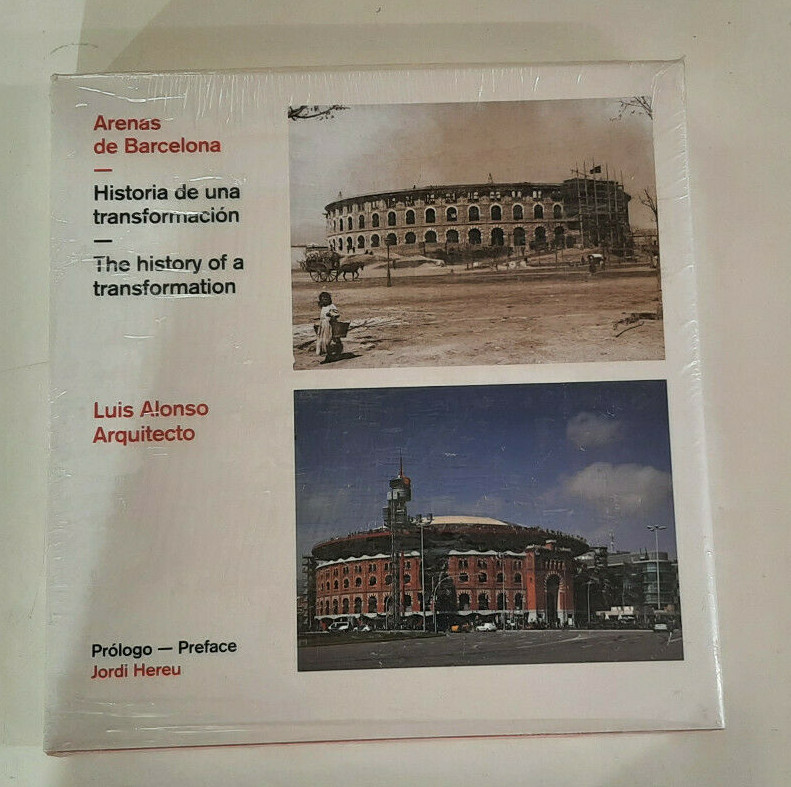 Arenas
de Barcelona
—
Historia de una
transformación
—
The history of a
transformation
Luis Alonso
Arquitecto
Prólogo — Preface
Jordi Hereu